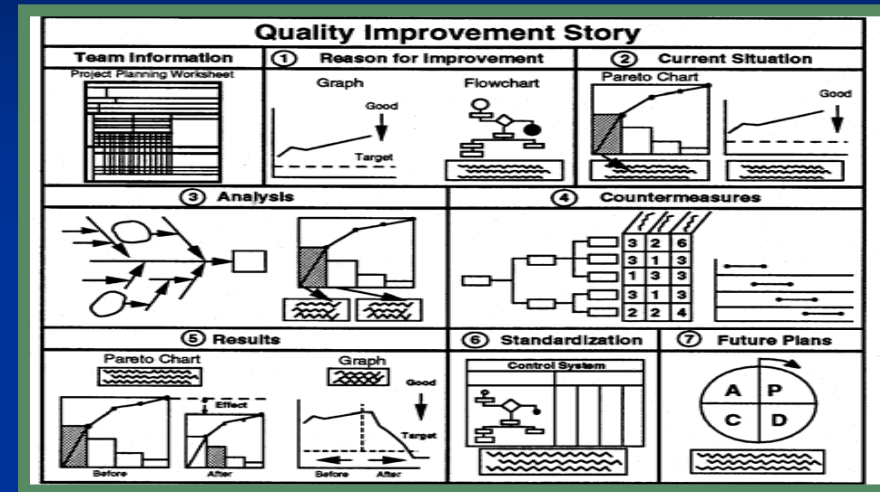 Quality Improvement Story
Team Information
Project Planning Worksheet
1 Reason for Improvement
Graph
Good
Target
Flowchart
2 Current Situation
Pareto Chart
Good
3 Analysis
4 Countermeasures
3 2 6
3 1 3
1 3 3
3 1 3
2 2 4
5 Results
Pareto Chart
Effect
Before
After
Graph
Good
Target
Before
After
6 Standardization
Control System
7 Future Plans
A P
C D